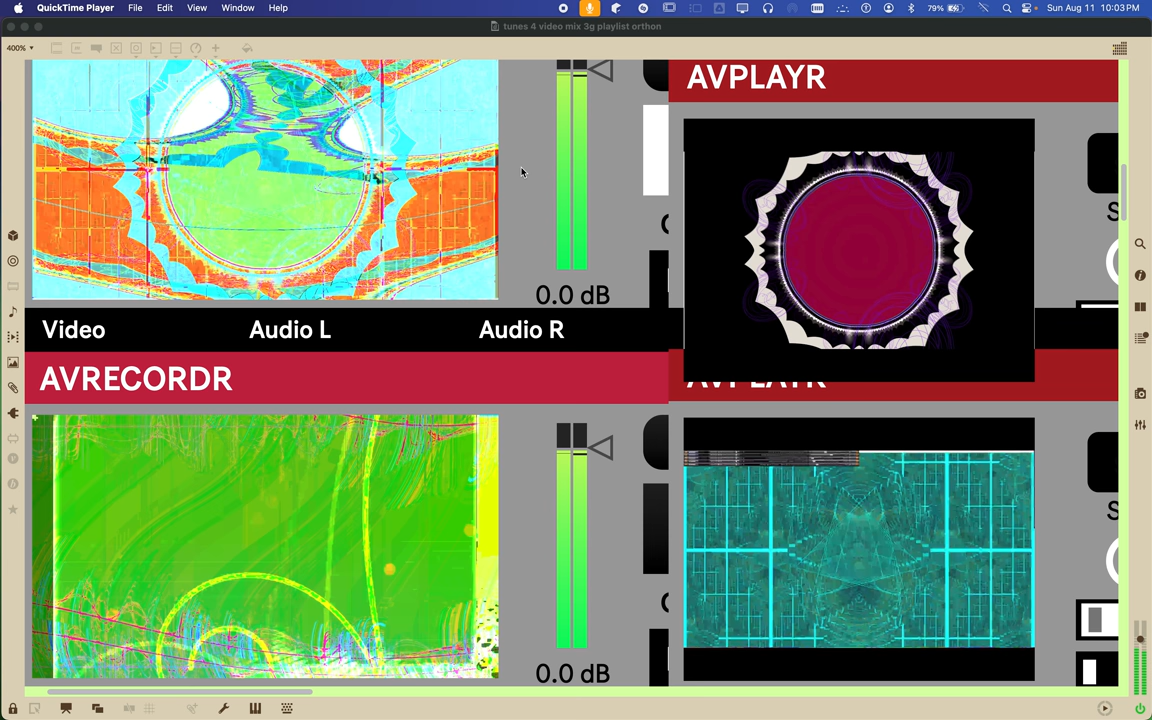 QuickTime Player File Edit View Window Help 79% Sun Aug 11 10:03 PM
tunes 4 video mix 3g playlist orthon
400%
AVPLAYR
0.0 dB
Video Audio L Audio R
AVRECORDR
AVPLAYR
0.0 dB